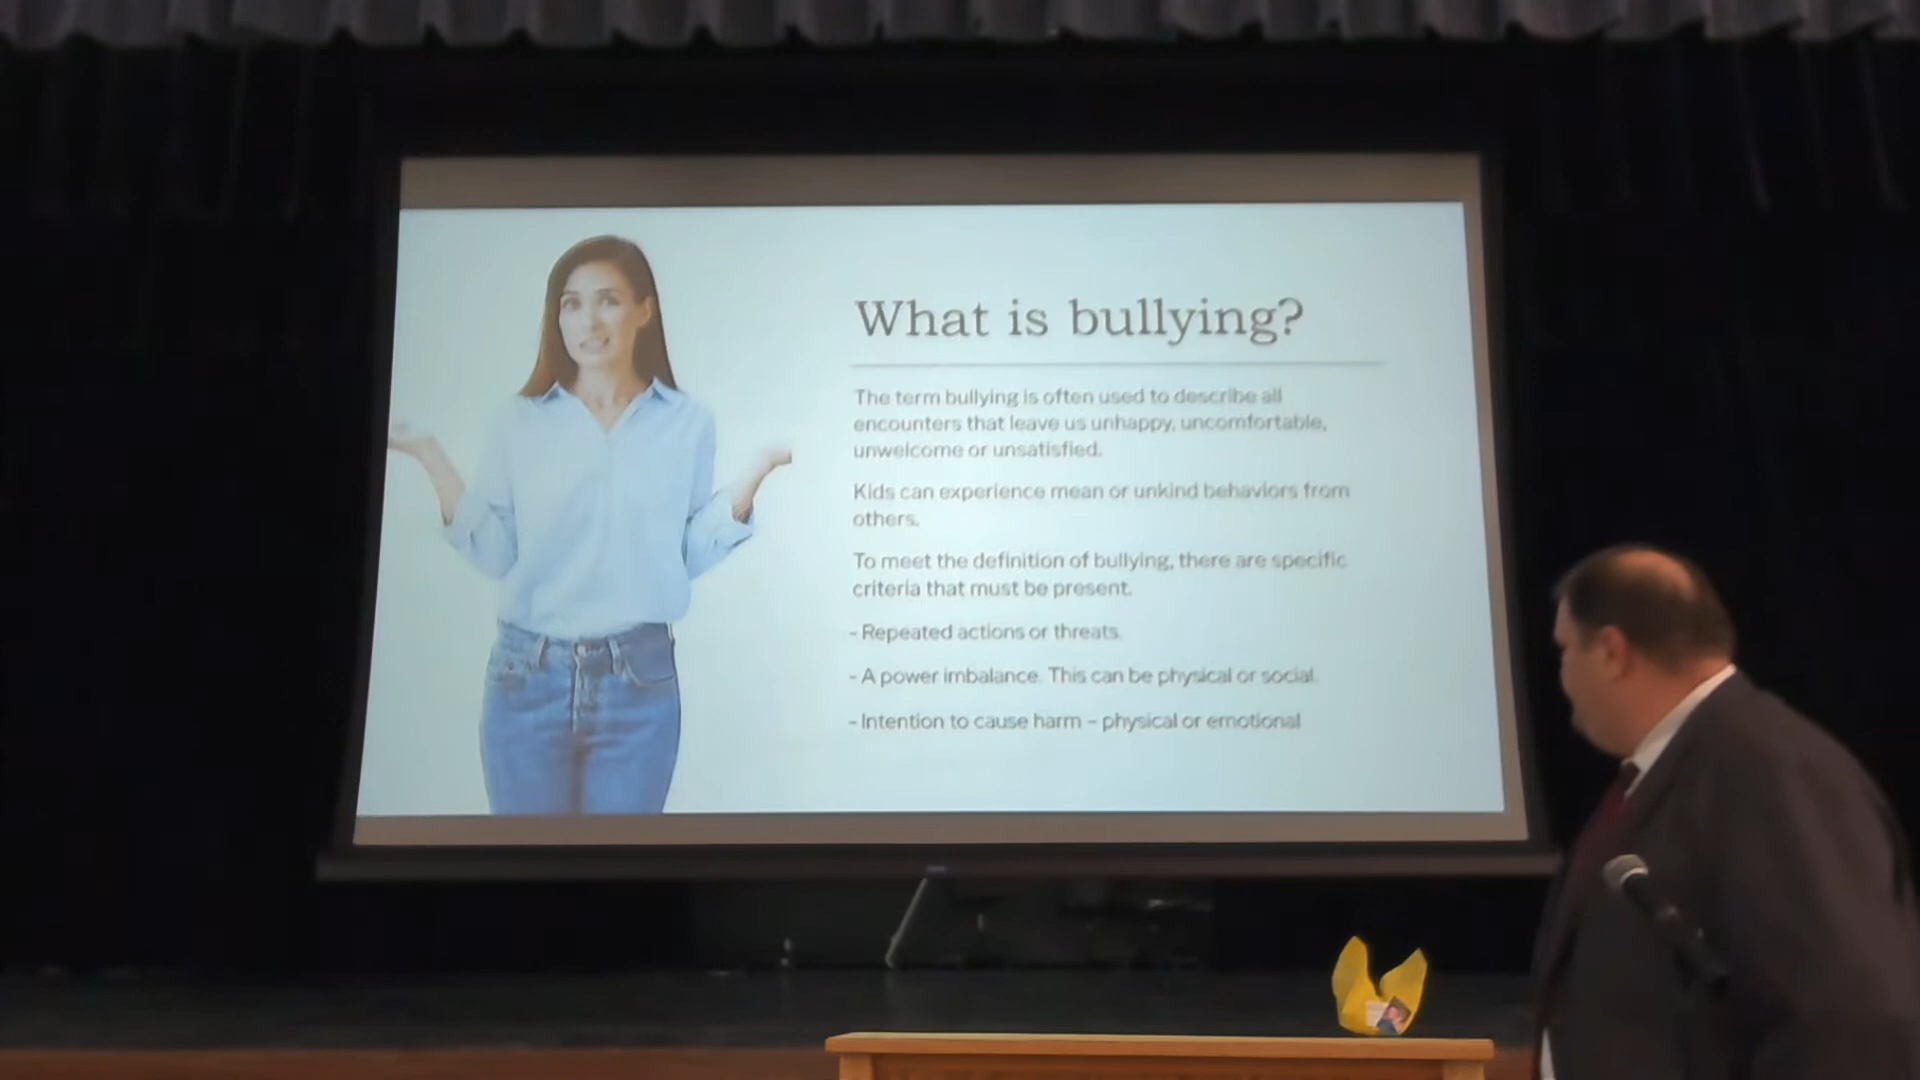 What is bullying?
The term bullying is often used to describe all
encounters that leave us unhappy, uncomfortable,
unwelcome or unsatisfied.
Kids can experience mean or unkind behaviors from
others.
To meet the definition of bullying, there are specific
criteria that must be present.
- Repeated actions or threats.
- A power imbalance. This can be physical or social.
- Intention to cause harm – physical or emotional